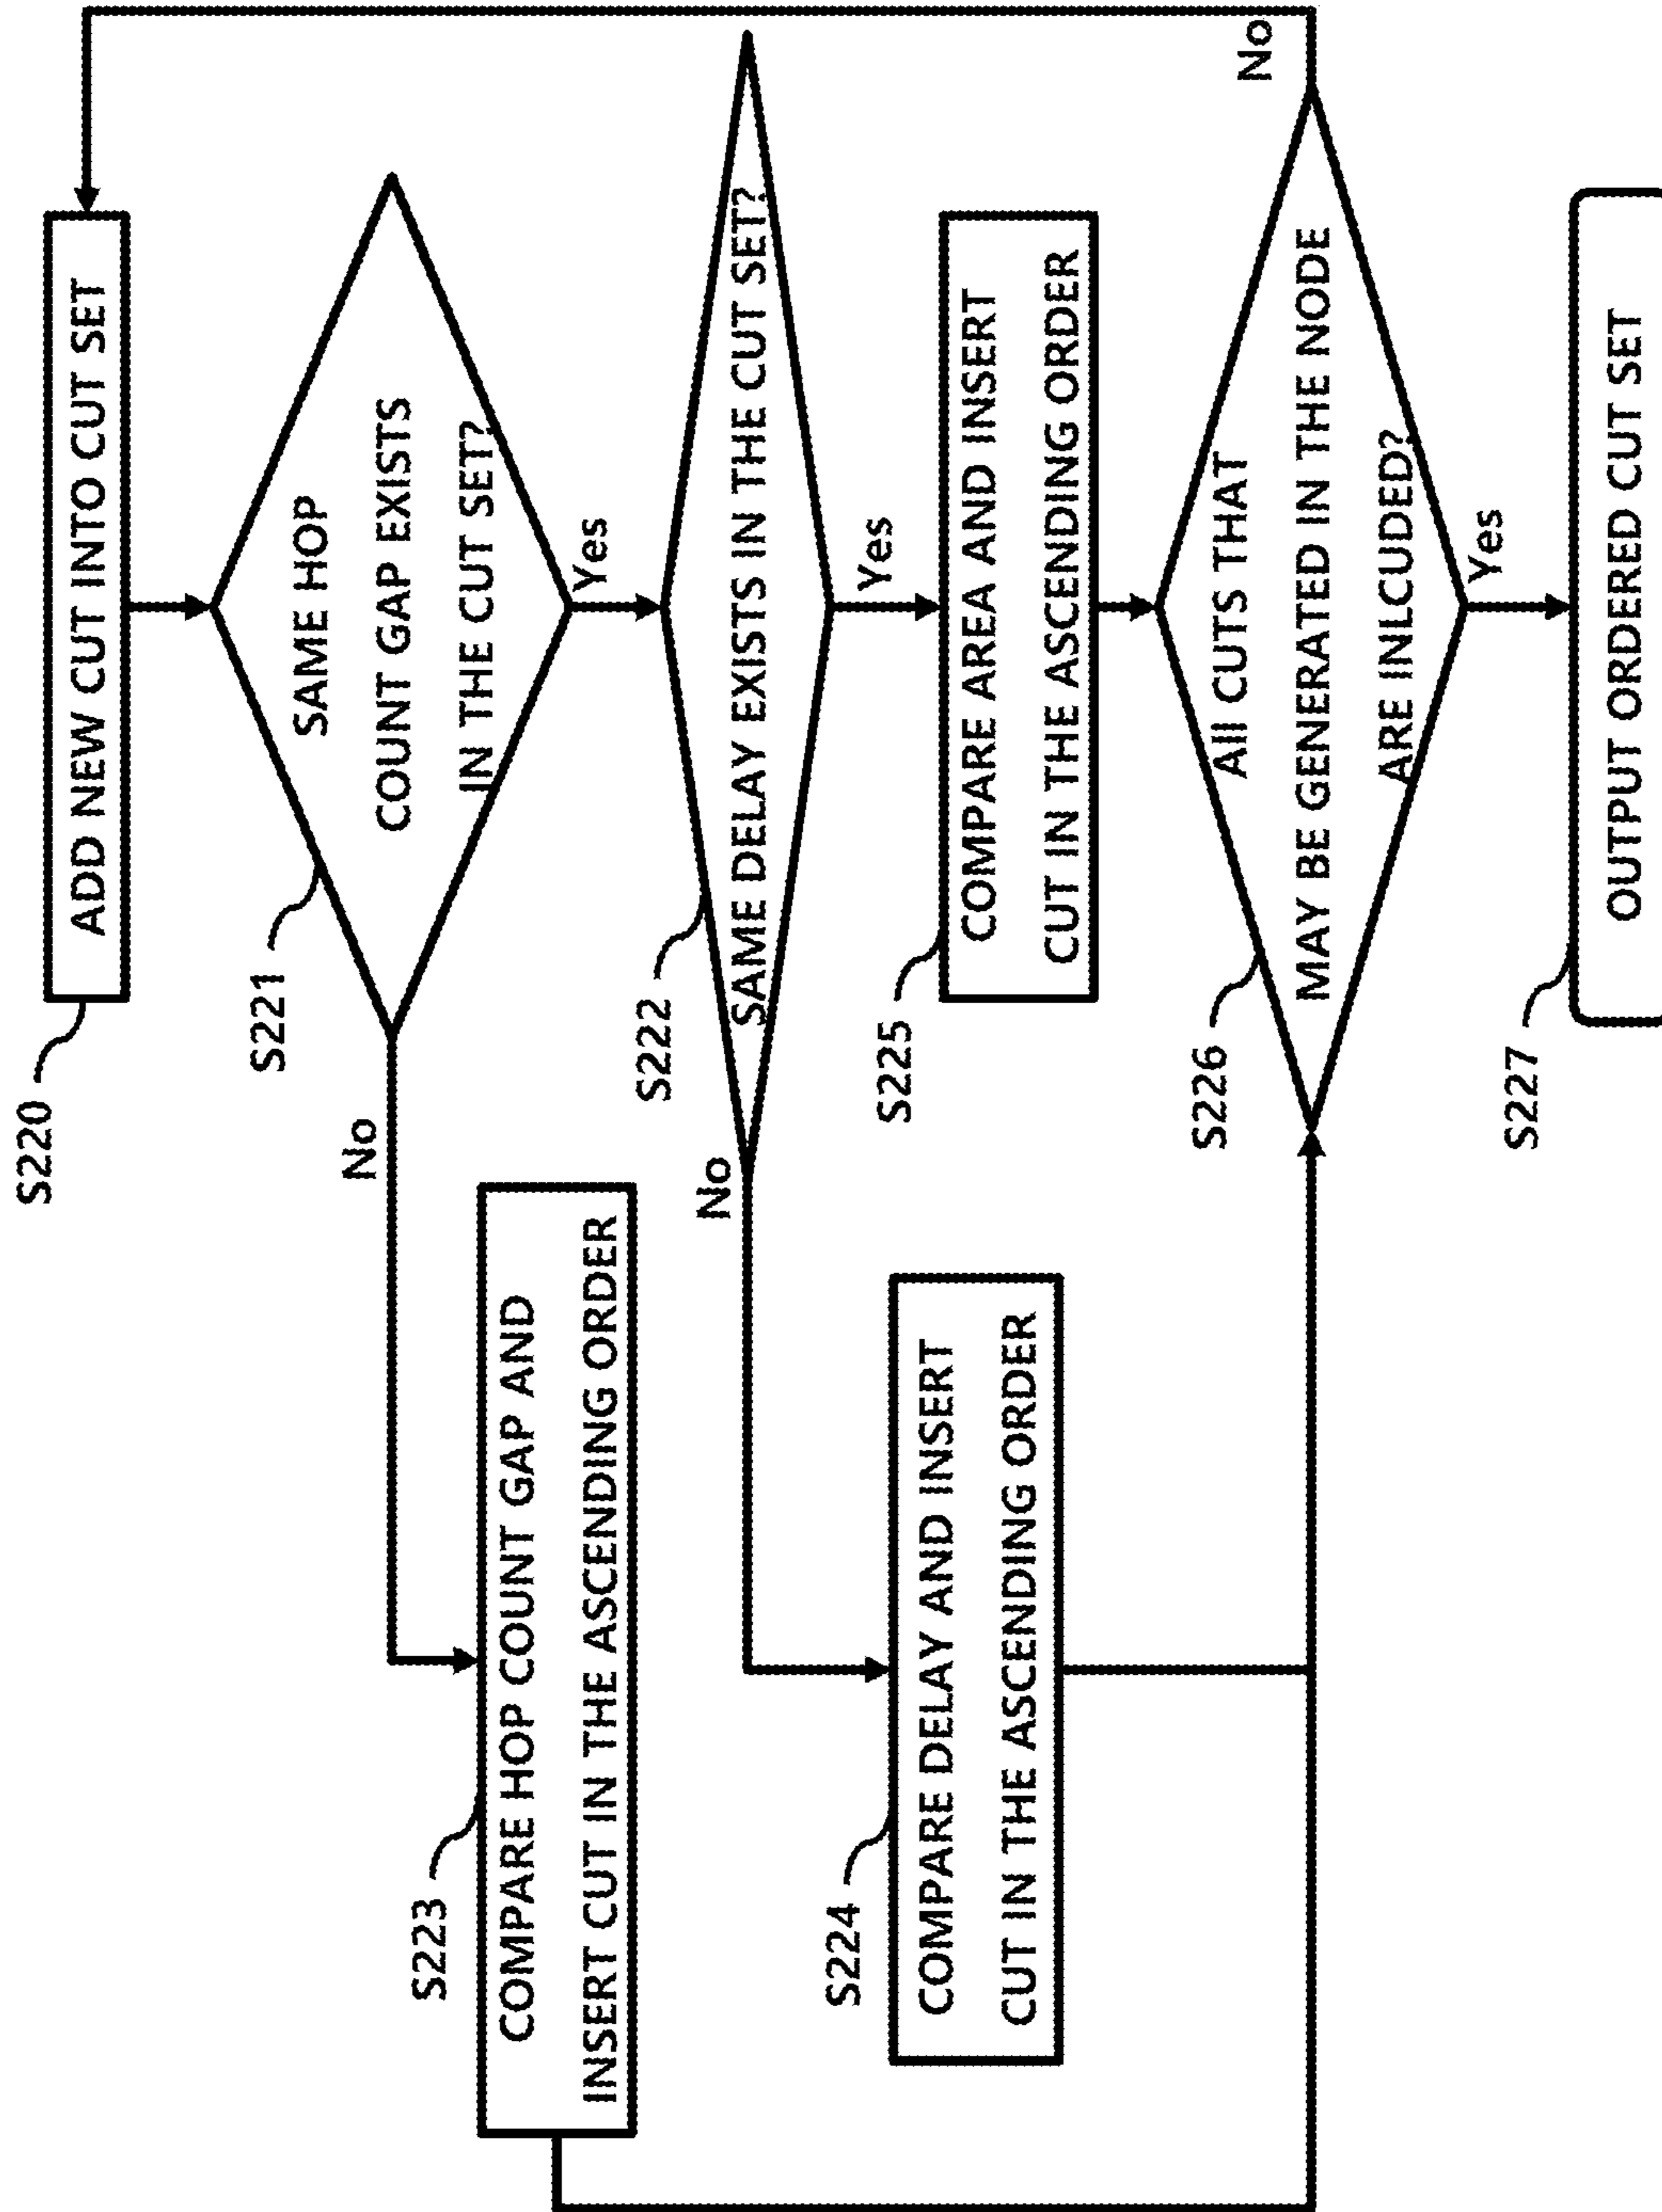 S220
ADD NEW CUT INTO CUT SET
S221
SAME HOP
COUNT GAP EXISTS
IN THE CUT SET?
No
Yes
S223
COMPARE HOP COUNT GAP AND
INSERT CUT IN THE ASCENDING ORDER
S222
SAME DELAY EXISTS IN THE CUT SET?
No
Yes
S224
COMPARE DELAY AND INSERT
CUT IN THE ASCENDING ORDER
S225
COMPARE AREA AND INSERT
CUT IN THE ASCENDING ORDER
S226
All CUTS THAT
MAY BE GENERATED IN THE NODE
ARE INLCUDED?
No
Yes
S227
OUTPUT ORDERED CUT SET